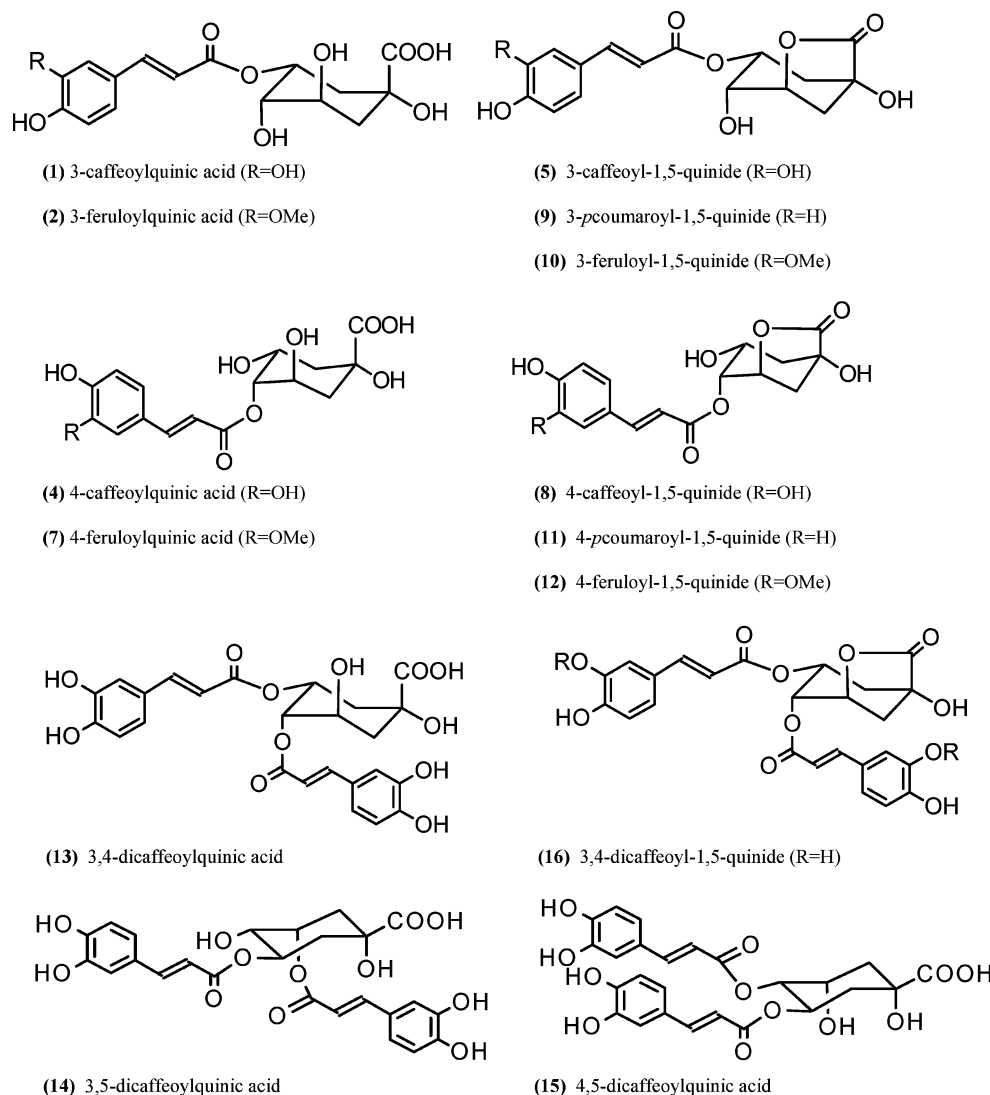 O OH COOH
R
O
OH
HO
OH
(1) 3-caffeoylquinic acid (R=OH)
(2) 3-feruloylquinic acid (R=OMe)
O O O
R
O
OH
HO
OH
(5) 3-caffeoyl-1,5-quinide (R=OH)
(9) 3-pcoumaroyl-1,5-quinide (R=H)
(10) 3-feruloyl-1,5-quinide (R=OMe)
OH COOH
HO
HO
OH
O
R
O
(4) 4-caffeoylquinic acid (R=OH)
(7) 4-feruloylquinic acid (R=OMe)
O O
HO
HO
OH
O
R
O
(8) 4-caffeoyl-1,5-quinide (R=OH)
(11) 4-pcoumaroyl-1,5-quinide (R=H)
(12) 4-feruloyl-1,5-quinide (R=OMe)
O OH COOH
HO
O
HO
OH
O
O
OH
OH
(13) 3,4-dicaffeoylquinic acid
O O O
RO
O
HO
OH
O
O
OR
OH
(16) 3,4-dicaffeoyl-1,5-quinide (R=H)
HO
COOH
HO
HO
O
OH
O
O
O
OH
OH
(14) 3,5-dicaffeoylquinic acid
HO
O
HO
HO
COOH
O
HO
O
OH
OH
O
(15) 4,5-dicaffeoylquinic acid